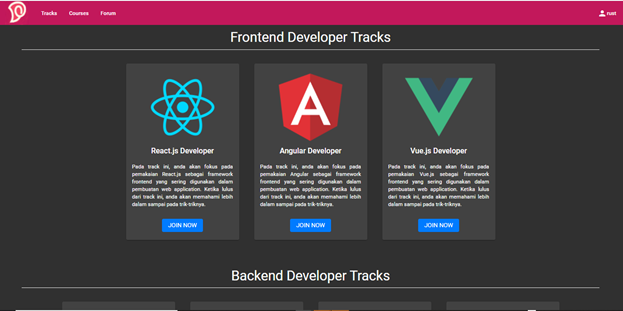 Tracks Courses Forum rust
Frontend Developer Tracks
React.js Developer
Pada track ini, anda akan fokus pada
pemakaian React.js sebagai framework
frontend yang sering digunakan dalam
pembuatan web application. Ketika lulus
dari track ini, anda akan memahami lebih
dalam sampai pada trik-triknya.
JOIN NOW
Angular Developer
Pada track ini, anda akan fokus pada
pemakaian Angular sebagai framework
frontend yang sering digunakan dalam
pembuatan web application. Ketika lulus
dari track ini, anda akan memahami lebih
dalam sampai pada trik-triknya.
JOIN NOW
Vue.js Developer
Pada track ini, anda akan fokus pada
pemakaian Vue.js sebagai framework
frontend yang sering digunakan dalam
pembuatan web application. Ketika lulus
dari track ini, anda akan memahami lebih
dalam sampai pada trik-triknya.
JOIN NOW
Backend Developer Tracks